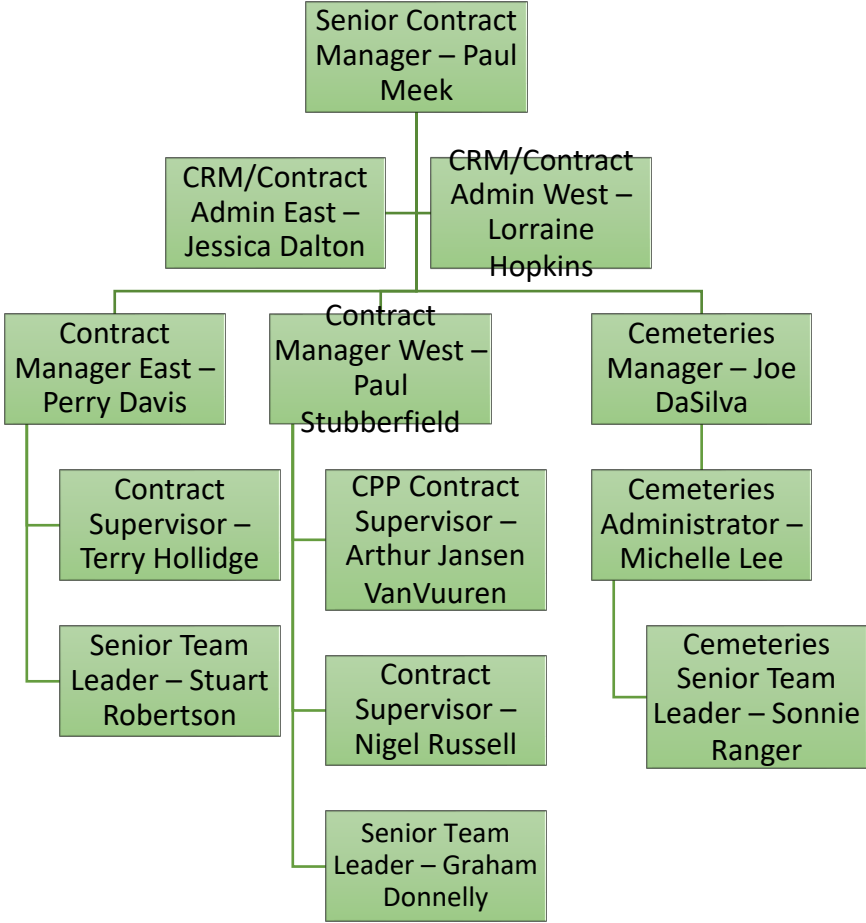 Senior Contract
Manager – Paul
Meek
CRM/Contract
Admin East –
Jessica Dalton
CRM/Contract
Admin West –
Lorraine
Hopkins
Contract
Manager East –
Perry Davis
Contract
Manager West –
Paul
Stubberfield
Cemeteries
Manager – Joe
DaSilva
Contract
Supervisor –
Terry Hollidge
CPP Contract
Supervisor –
Arthur Jansen
VanVuuren
Cemeteries
Administrator –
Michelle Lee
Senior Team
Leader – Stuart
Robertson
Contract
Supervisor –
Nigel Russell
Cemeteries
Senior Team
Leader – Sonnie
Ranger
Senior Team
Leader – Graham
Donnelly